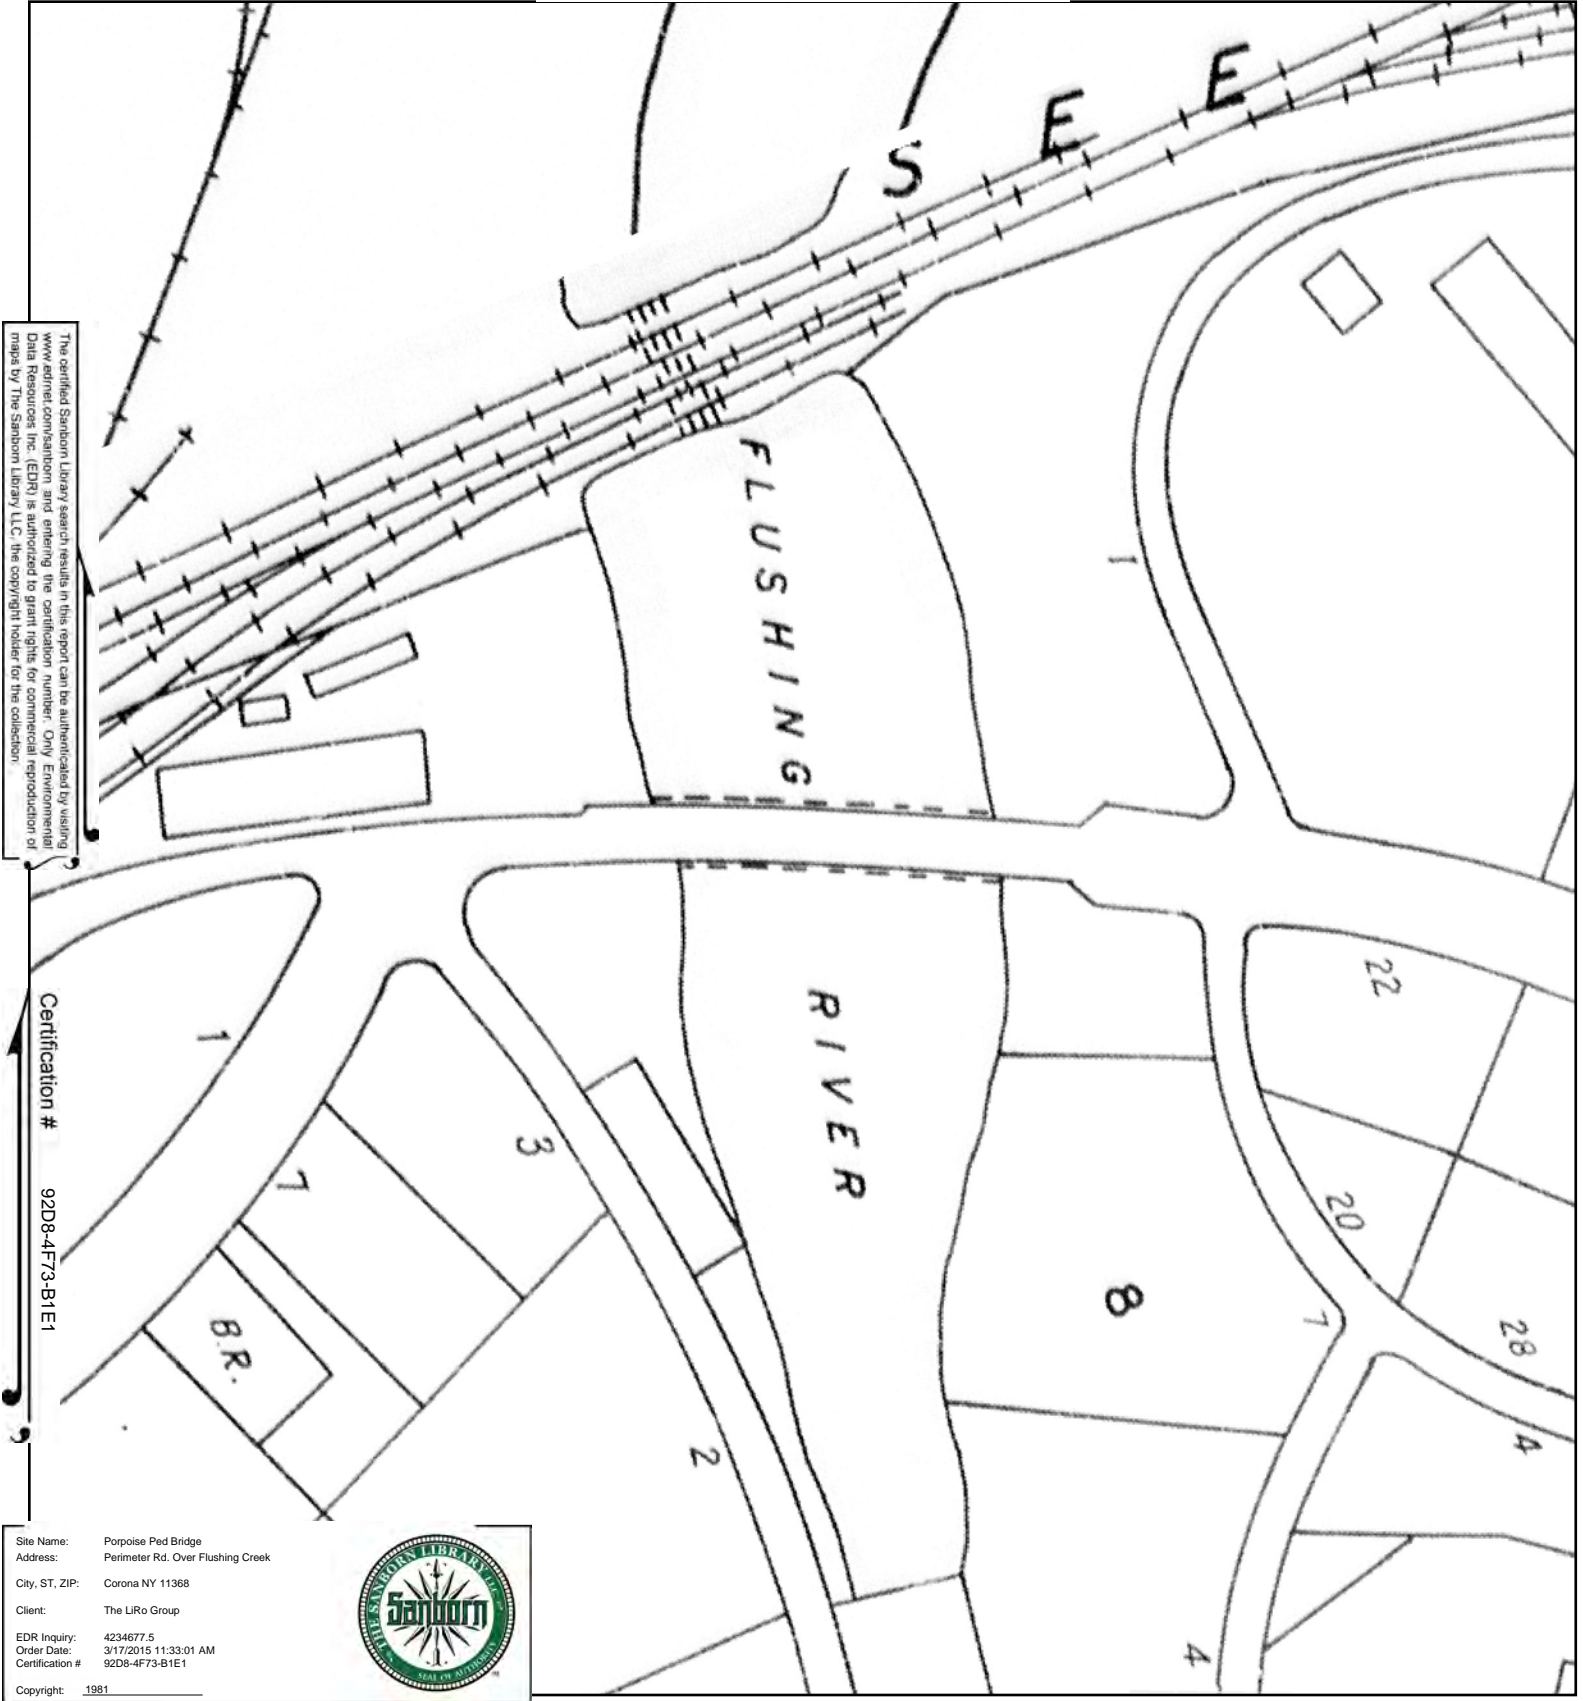 S E E
FLUSHING
RIVER
1
22
20
28
8
7
4
4
1
3
7
B.R.
2
The certified Sanborn Library search results in this report can be authenticated by visiting
www.edrnet.com/sanborn and entering the certification number. Only Environmental
Data Resources Inc. (EDR) is authorized to grant rights for commercial reproduction of
maps by The Sanborn Library LLC, the copyright holder for the collection.
Certification # 92D8-4F73-B1E1
Site Name: Porpoise Ped Bridge
Address: Perimeter Rd. Over Flushing Creek
City, ST, ZIP: Corona NY 11368
Client: The LiRo Group
EDR Inquiry: 4234677.5
Order Date: 3/17/2015 11:33:01 AM
Certification # 92D8-4F73-B1E1
Copyright: 1981
THE SANBORN LIBRARY LLC
Sanborn
SEAL OF AUTHORITY